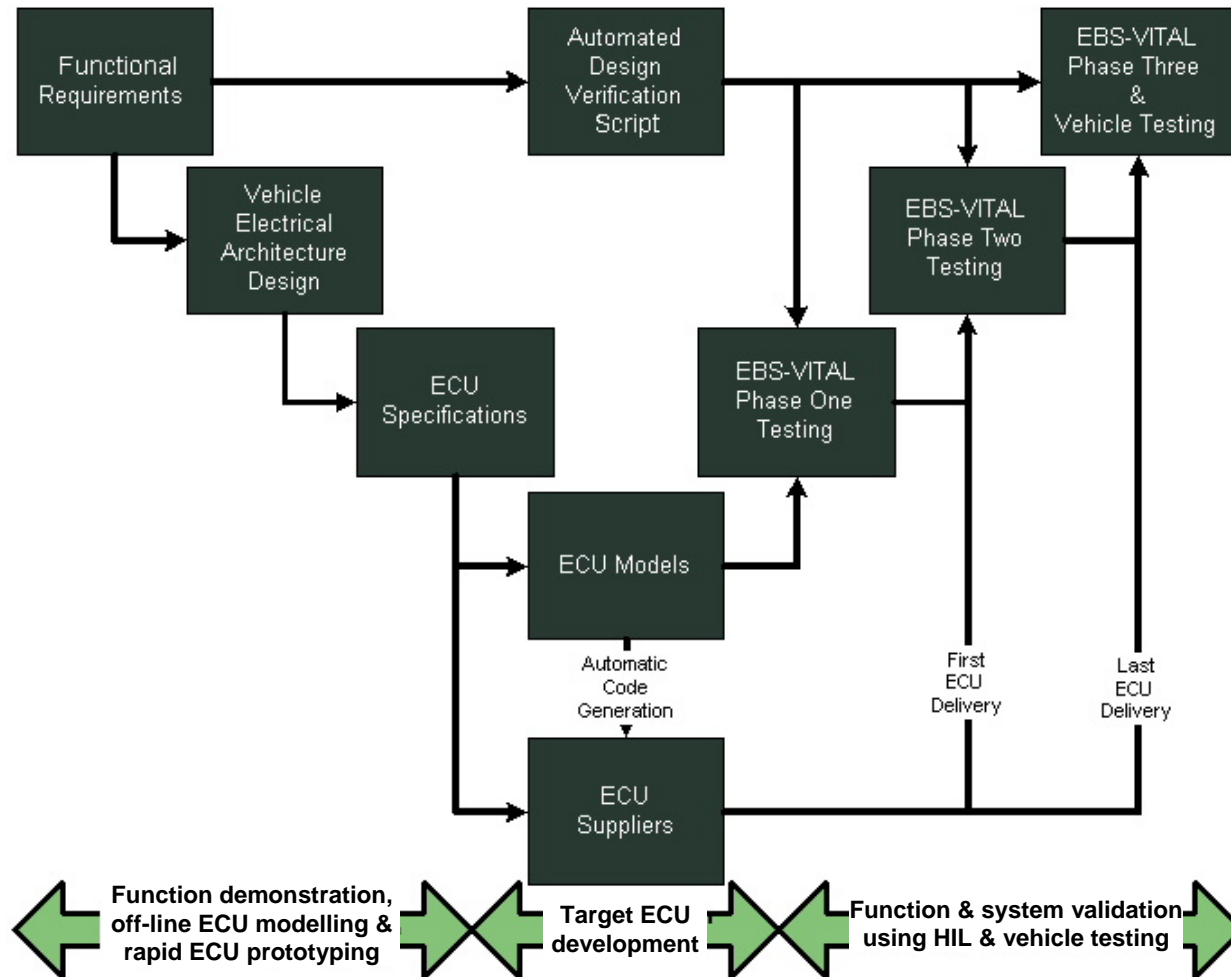 Functional
Requirements
Automated
Design
Verification
Script
EBS-VITAL
Phase Three
&
Vehicle Testing
Vehicle
Electrical
Architecture
Design
EBS-VITAL
Phase Two
Testing
ECU
Specifications
EBS-VITAL
Phase One
Testing
ECU Models
Automatic
Code
Generation
First
ECU
Delivery
Last
ECU
Delivery
ECU
Suppliers
Function demonstration,
off-line ECU modelling &
rapid ECU prototyping
Target ECU
development
Function & system validation
using HIL & vehicle testing